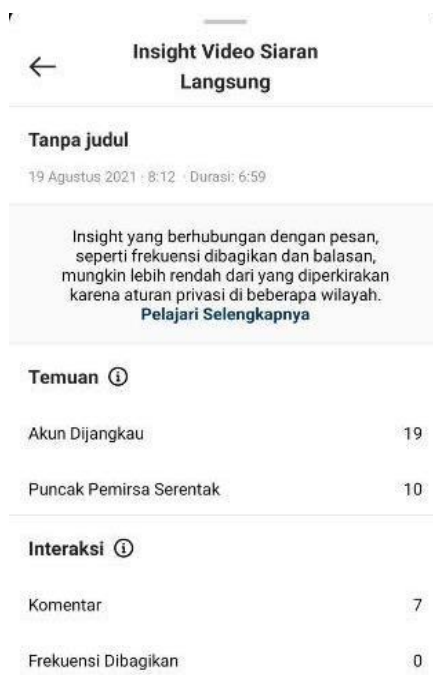 Insight Video Siaran
Langsung
Tanpa judul
19 Agustus 2021 · 8:12 · Durasi: 6:59
Insight yang berhubungan dengan pesan,
seperti frekuensi dibagikan dan balasan,
mungkin lebih rendah dari yang diperkirakan
karena aturan privasi di beberapa wilayah.
Pelajari Selengkapnya
Temuan
Akun Dijangkau 19
Puncak Pemirsa Serentak 10
Interaksi
Komentar 7
Frekuensi Dibagikan 0